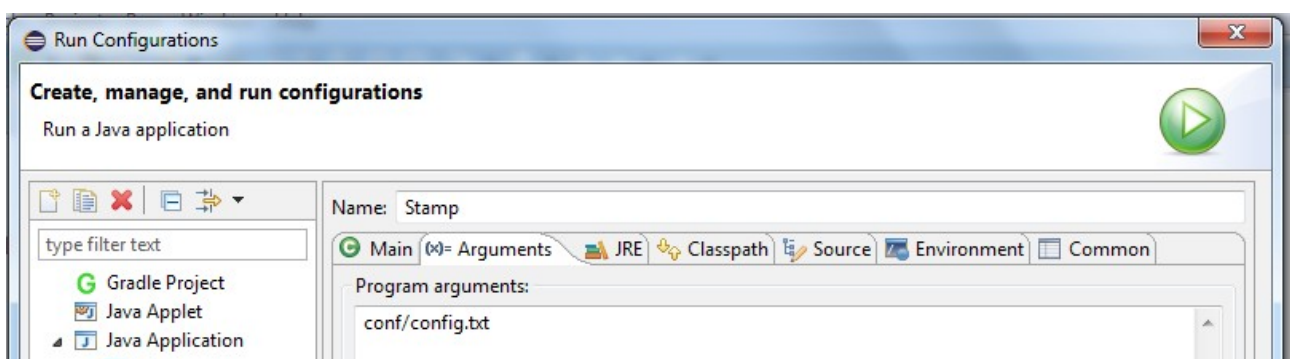 Run Configurations
Create, manage, and run configurations
Run a Java application
Name: Stamp
type filter text
Main (x)= Arguments JRE Classpath Source Environment Common
Gradle Project
Program arguments:
Java Applet
conf/config.txt
Java Application